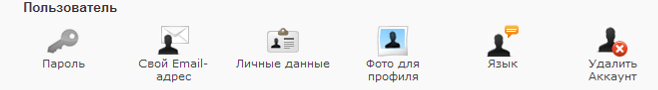 Пользователь
Пароль
Свой Email-
адрес
Личные данные
Фото для
профиля
Язык
Удалить
Аккаунт